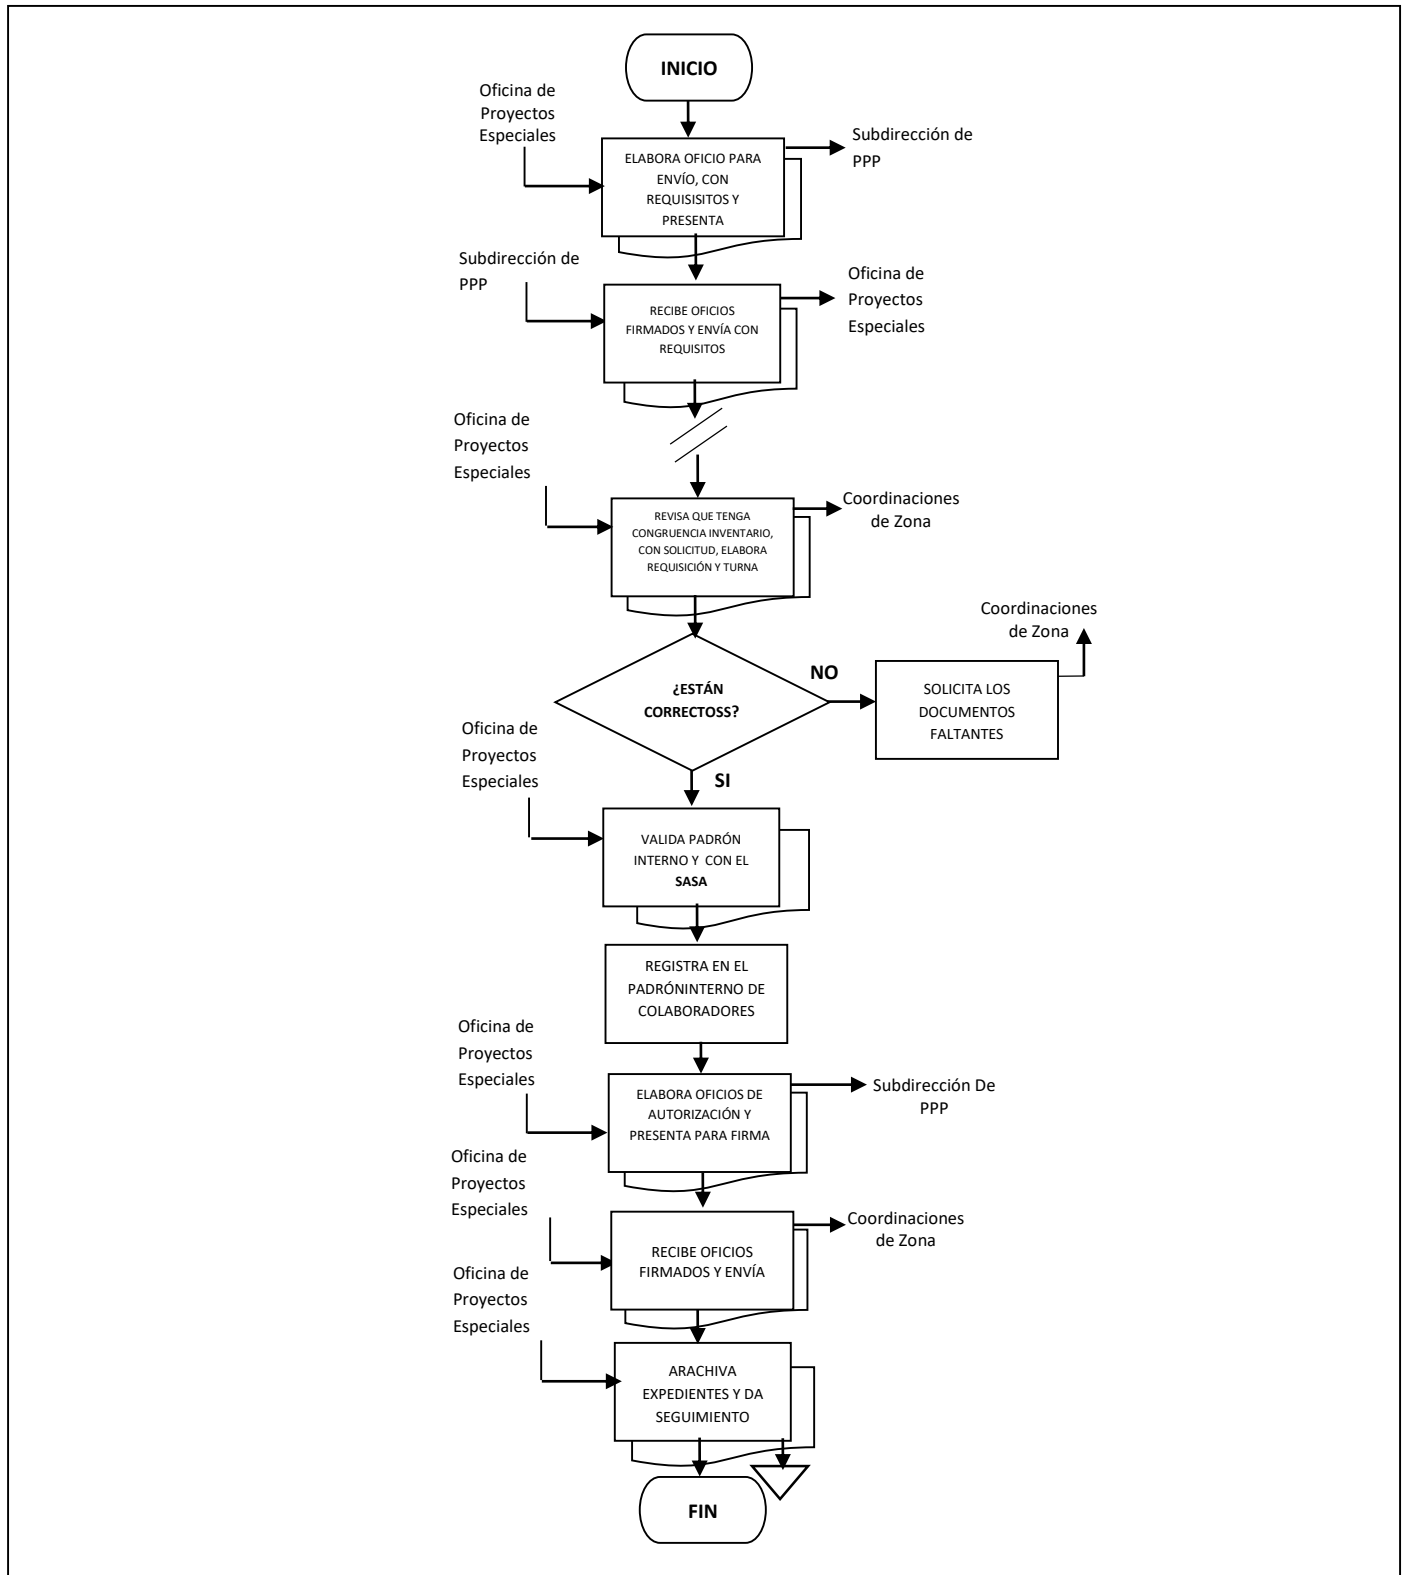 INICIO
Oficina de
Proyectos
Especiales
ELABORA OFICIO PARA
ENVÍO, CON
REQUISISITOS Y
PRESENTA
Subdirección de
PPP
Subdirección de
PPP
RECIBE OFICIOS
FIRMADOS Y ENVÍA CON
REQUISITOS
Oficina de
Proyectos
Especiales
Oficina de
Proyectos
Especiales
REVISA QUE TENGA
CONGRUENCIA INVENTARIO,
CON SOLICITUD, ELABORA
REQUISICIÓN Y TURNA
Coordinaciones
de Zona
¿ESTÁN
CORRECTOSS?
NO
SOLICITA LOS
DOCUMENTOS
FALTANTES
Coordinaciones
de Zona
SI
Oficina de
Proyectos
Especiales
VALIDA PADRÓN
INTERNO Y  CON EL
SASA
REGISTRA EN EL
PADRÓNINTERNO DE
COLABORADORES
Oficina de
Proyectos
Especiales
ELABORA OFICIOS DE
AUTORIZACIÓN Y
PRESENTA PARA FIRMA
Subdirección De
PPP
Oficina de
Proyectos
Especiales
RECIBE OFICIOS
FIRMADOS Y ENVÍA
Coordinaciones
de Zona
Oficina de
Proyectos
Especiales
ARACHIVA
EXPEDIENTES Y DA
SEGUIMIENTO
FIN